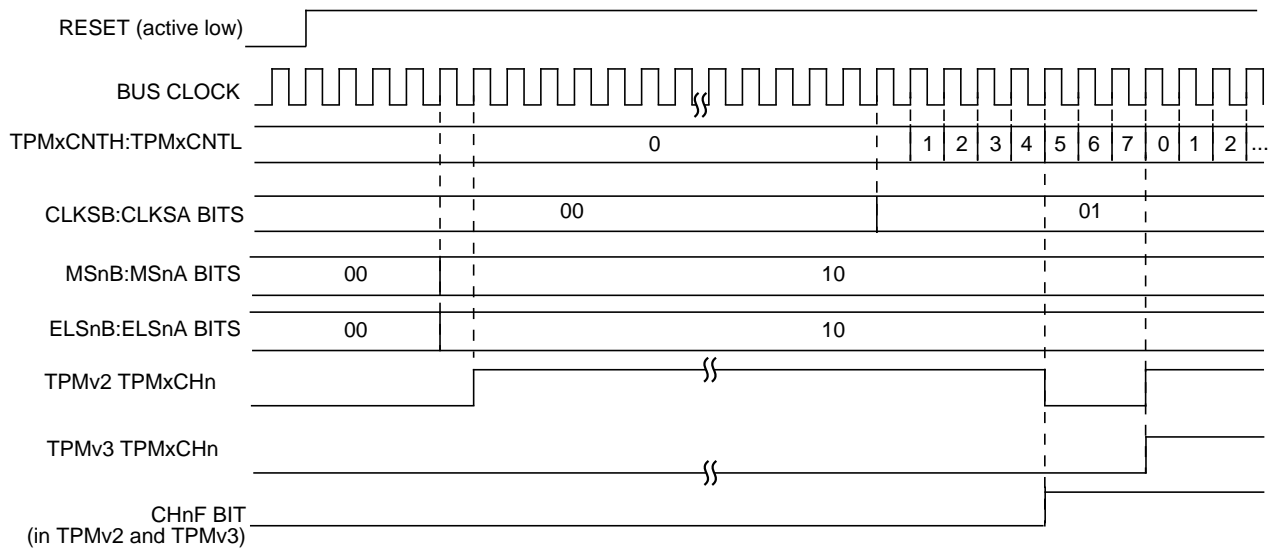 RESET (active low)
BUS CLOCK
TPMxCNTH:TPMxCNTL 0 1 2 3 4 5 6 7 0 1 2 ...
CLKSB:CLKSA BITS 00 01
MSnB:MSnA BITS 00 10
ELSnB:ELSnA BITS 00 10
TPMv2 TPMxCHn
TPMv3 TPMxCHn
CHnF BIT
(in TPMv2 and TPMv3)